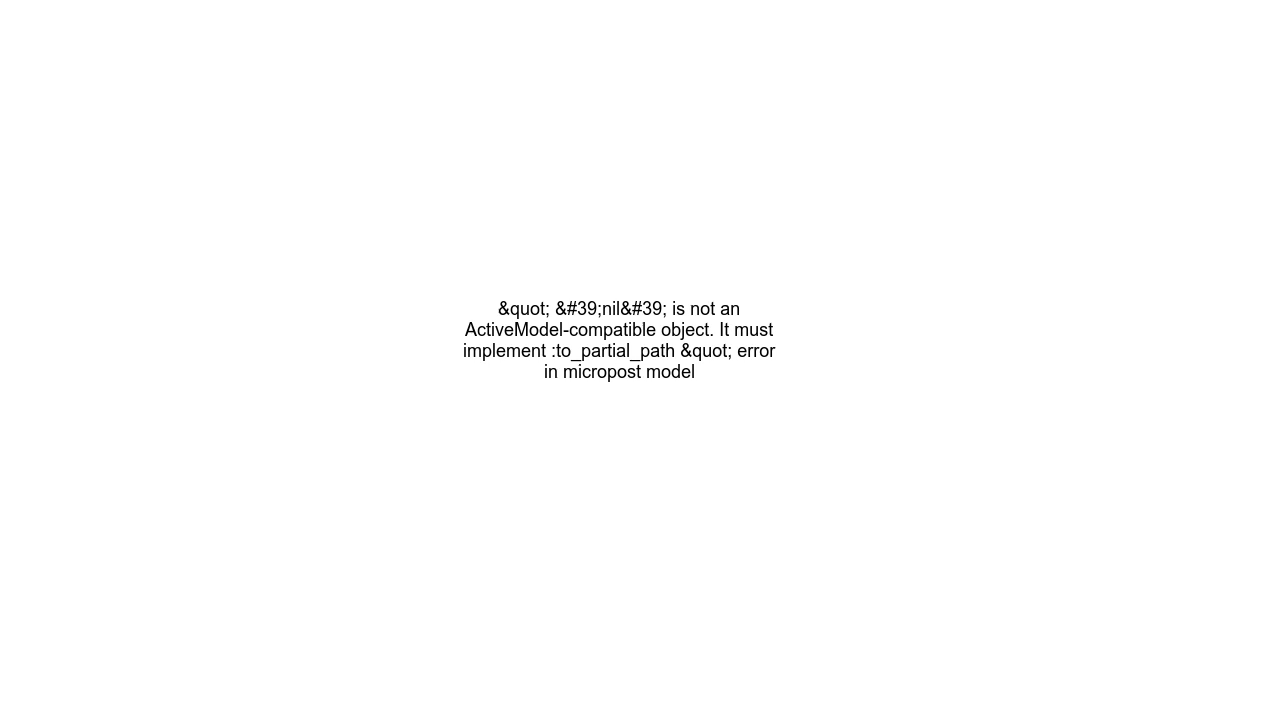 &quot; &#39;nil&#39; is not an
ActiveModel-compatible object. It must
implement :to_partial_path &quot; error
in micropost model